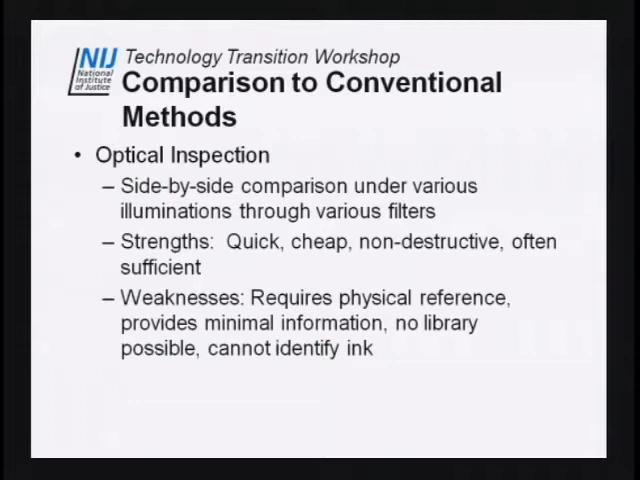 NIJ
National
Institute
of Justice
Technology Transition Workshop
Comparison to Conventional
Methods
• Optical Inspection
– Side-by-side comparison under various
illuminations through various filters
– Strengths: Quick, cheap, non-destructive, often
sufficient
– Weaknesses: Requires physical reference,
provides minimal information, no library
possible, cannot identify ink